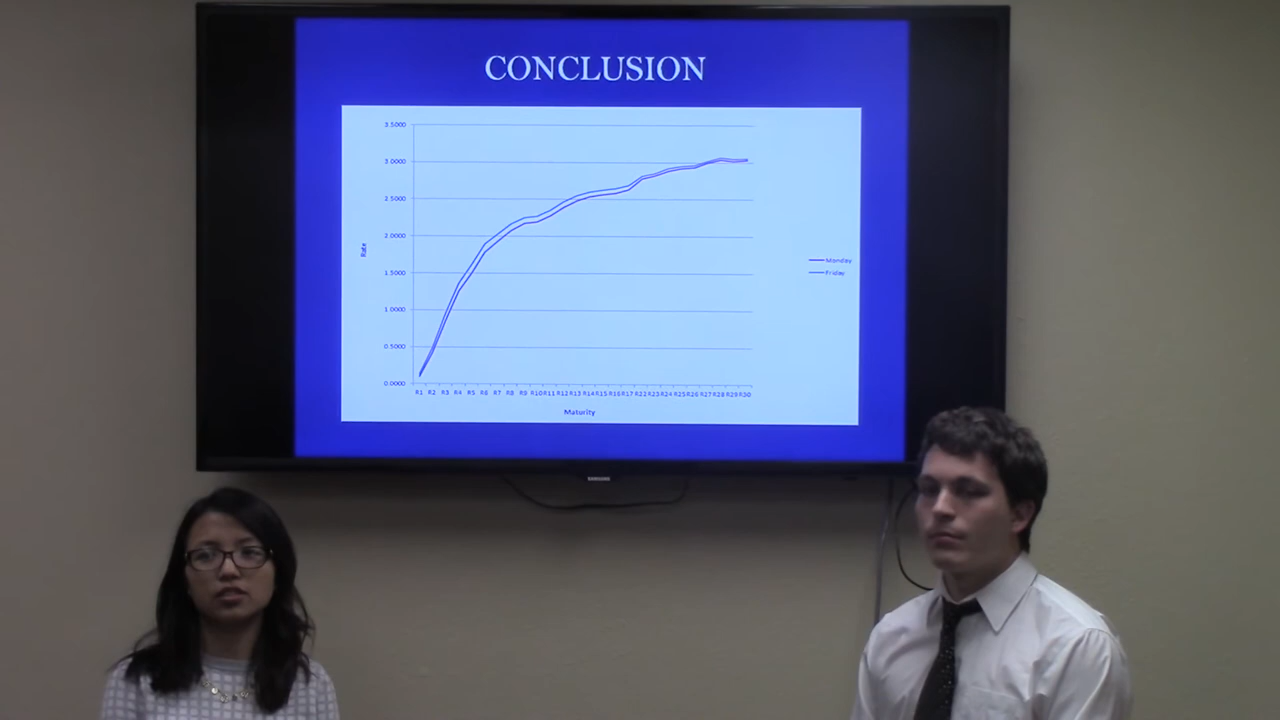 CONCLUSION
3.5000
3.0000
2.5000
2.0000
1.5000
1.0000
0.5000
0.0000
Rate
R1 R2 R3 R4 R5 R6 R7 R8 R9 R10 R11 R12 R13 R14 R15 R16 R17 R22 R23 R24 R25 R26 R27 R28 R29 R30
Maturity
Monday
Friday
SAMSUNG